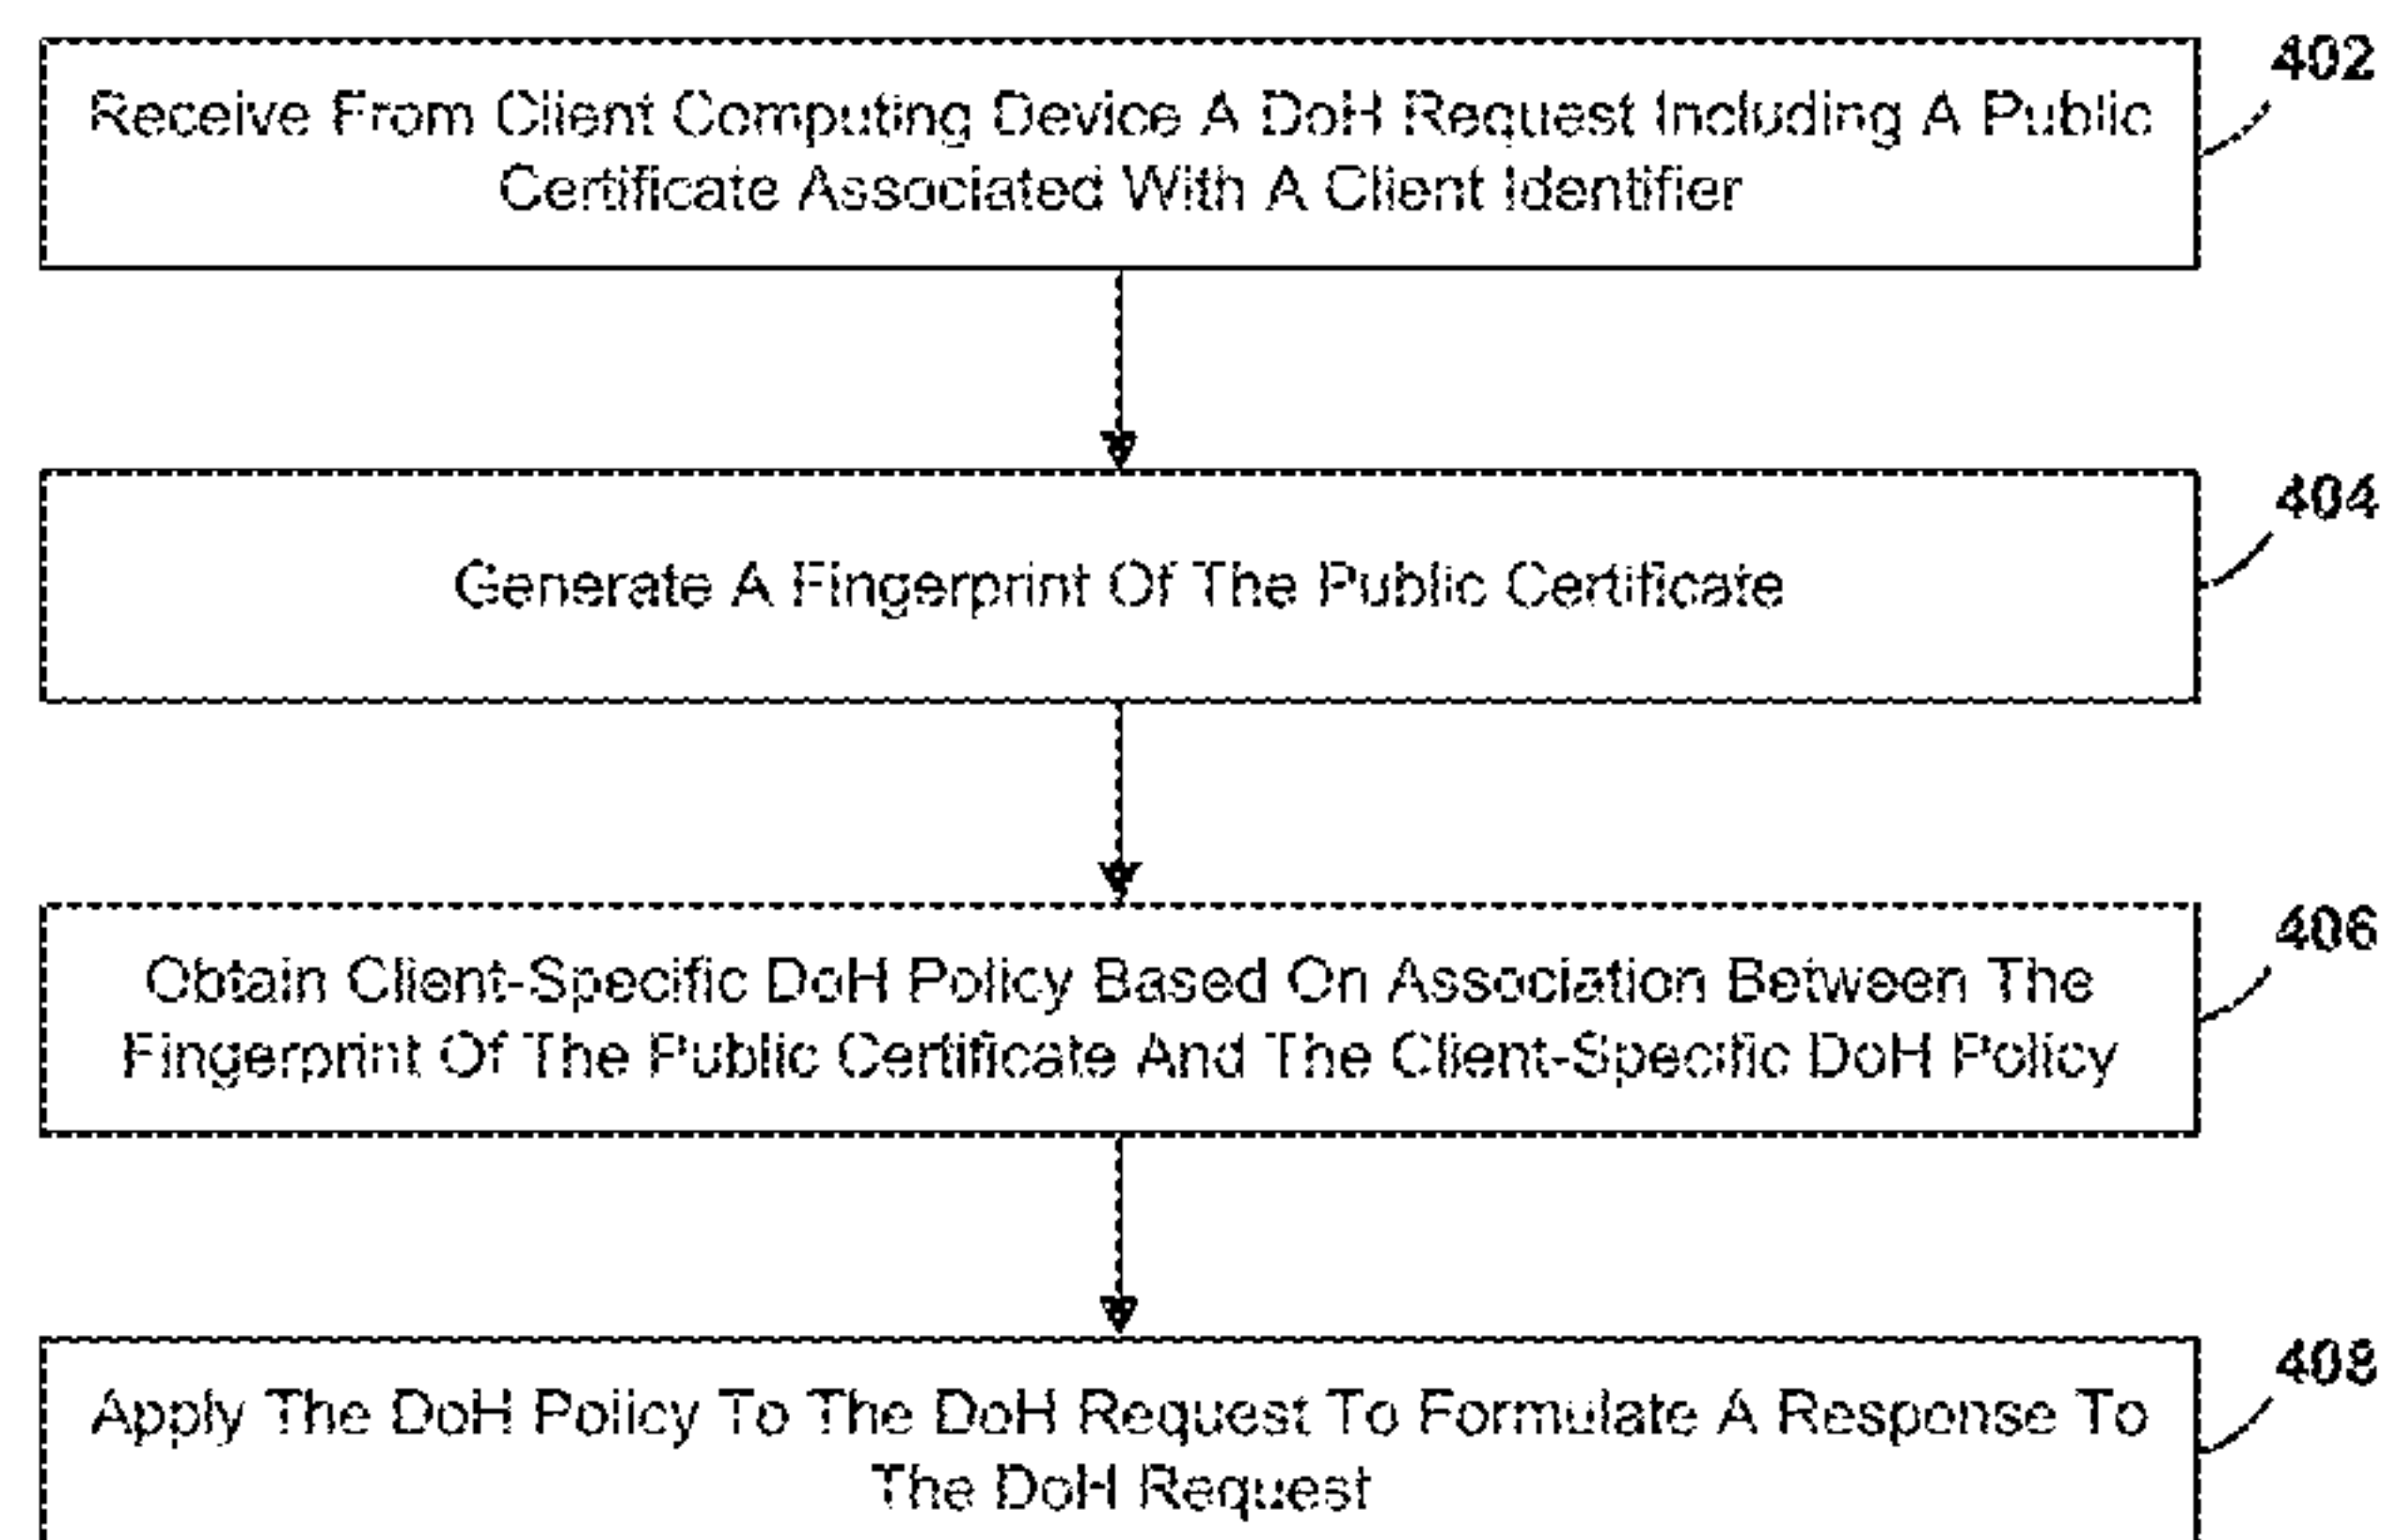 402
Receive From Client Computing Device A DoH Request Including A Public
Certificate Associated With A Client Identifier
404
Generate A Fingerprint Of The Public Certificate
406
Obtain Client-Specific DoH Policy Based On Association Between The
Fingerprint Of The Public Certificate And The Client-Specific DoH Policy
408
Apply The DoH Policy To The DoH Request To Formulate A Response To
The DoH Request